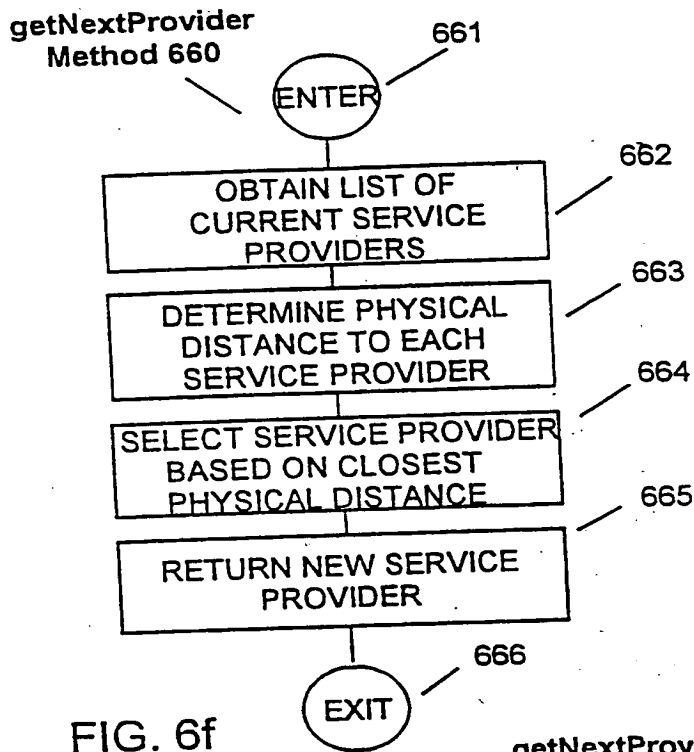 getNextProvider
Method 660
661
ENTER
662
OBTAIN LIST OF
CURRENT SERVICE
PROVIDERS
663
DETERMINE PHYSICAL
DISTANCE TO EACH
SERVICE PROVIDER
664
SELECT SERVICE PROVIDER
BASED ON CLOSEST
PHYSICAL DISTANCE
665
RETURN NEW SERVICE
PROVIDER
666
EXIT
FIG. 6f